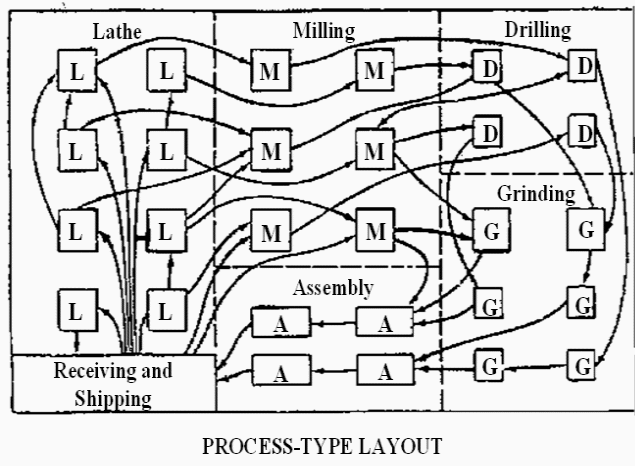 Lathe Milling Drilling
L L M M D D
L L M M D D
Grinding
L L M M G G
Assembly
L L A A G G
Receiving and
Shipping
A A G G
PROCESS-TYPE LAYOUT